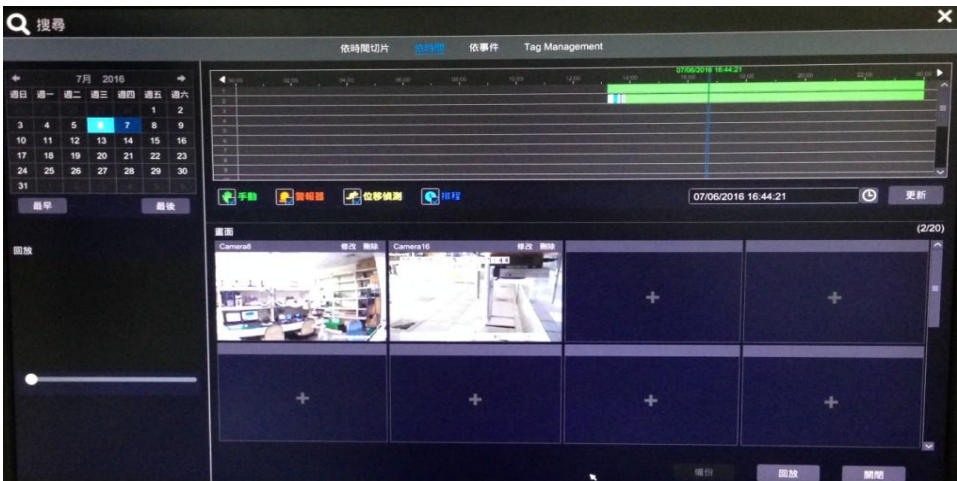 搜尋
依時間切片 依時間 依事件 Tag Management
7月 2016
週日 週一 週二 週三 週四 週五 週六
1 2
3 4 5 6 7 8 9
10 11 12 13 14 15 16
17 18 19 20 21 22 23
24 25 26 27 28 29 30
31
最早 最後
回放
07/06/2016 16:44:21
手動 警報器 位移偵測 排程
07/06/2016 16:44:21 更新
畫面 (2/20)
Camera8 修改 刪除 Camera16 修改 刪除
備份 回放 關閉